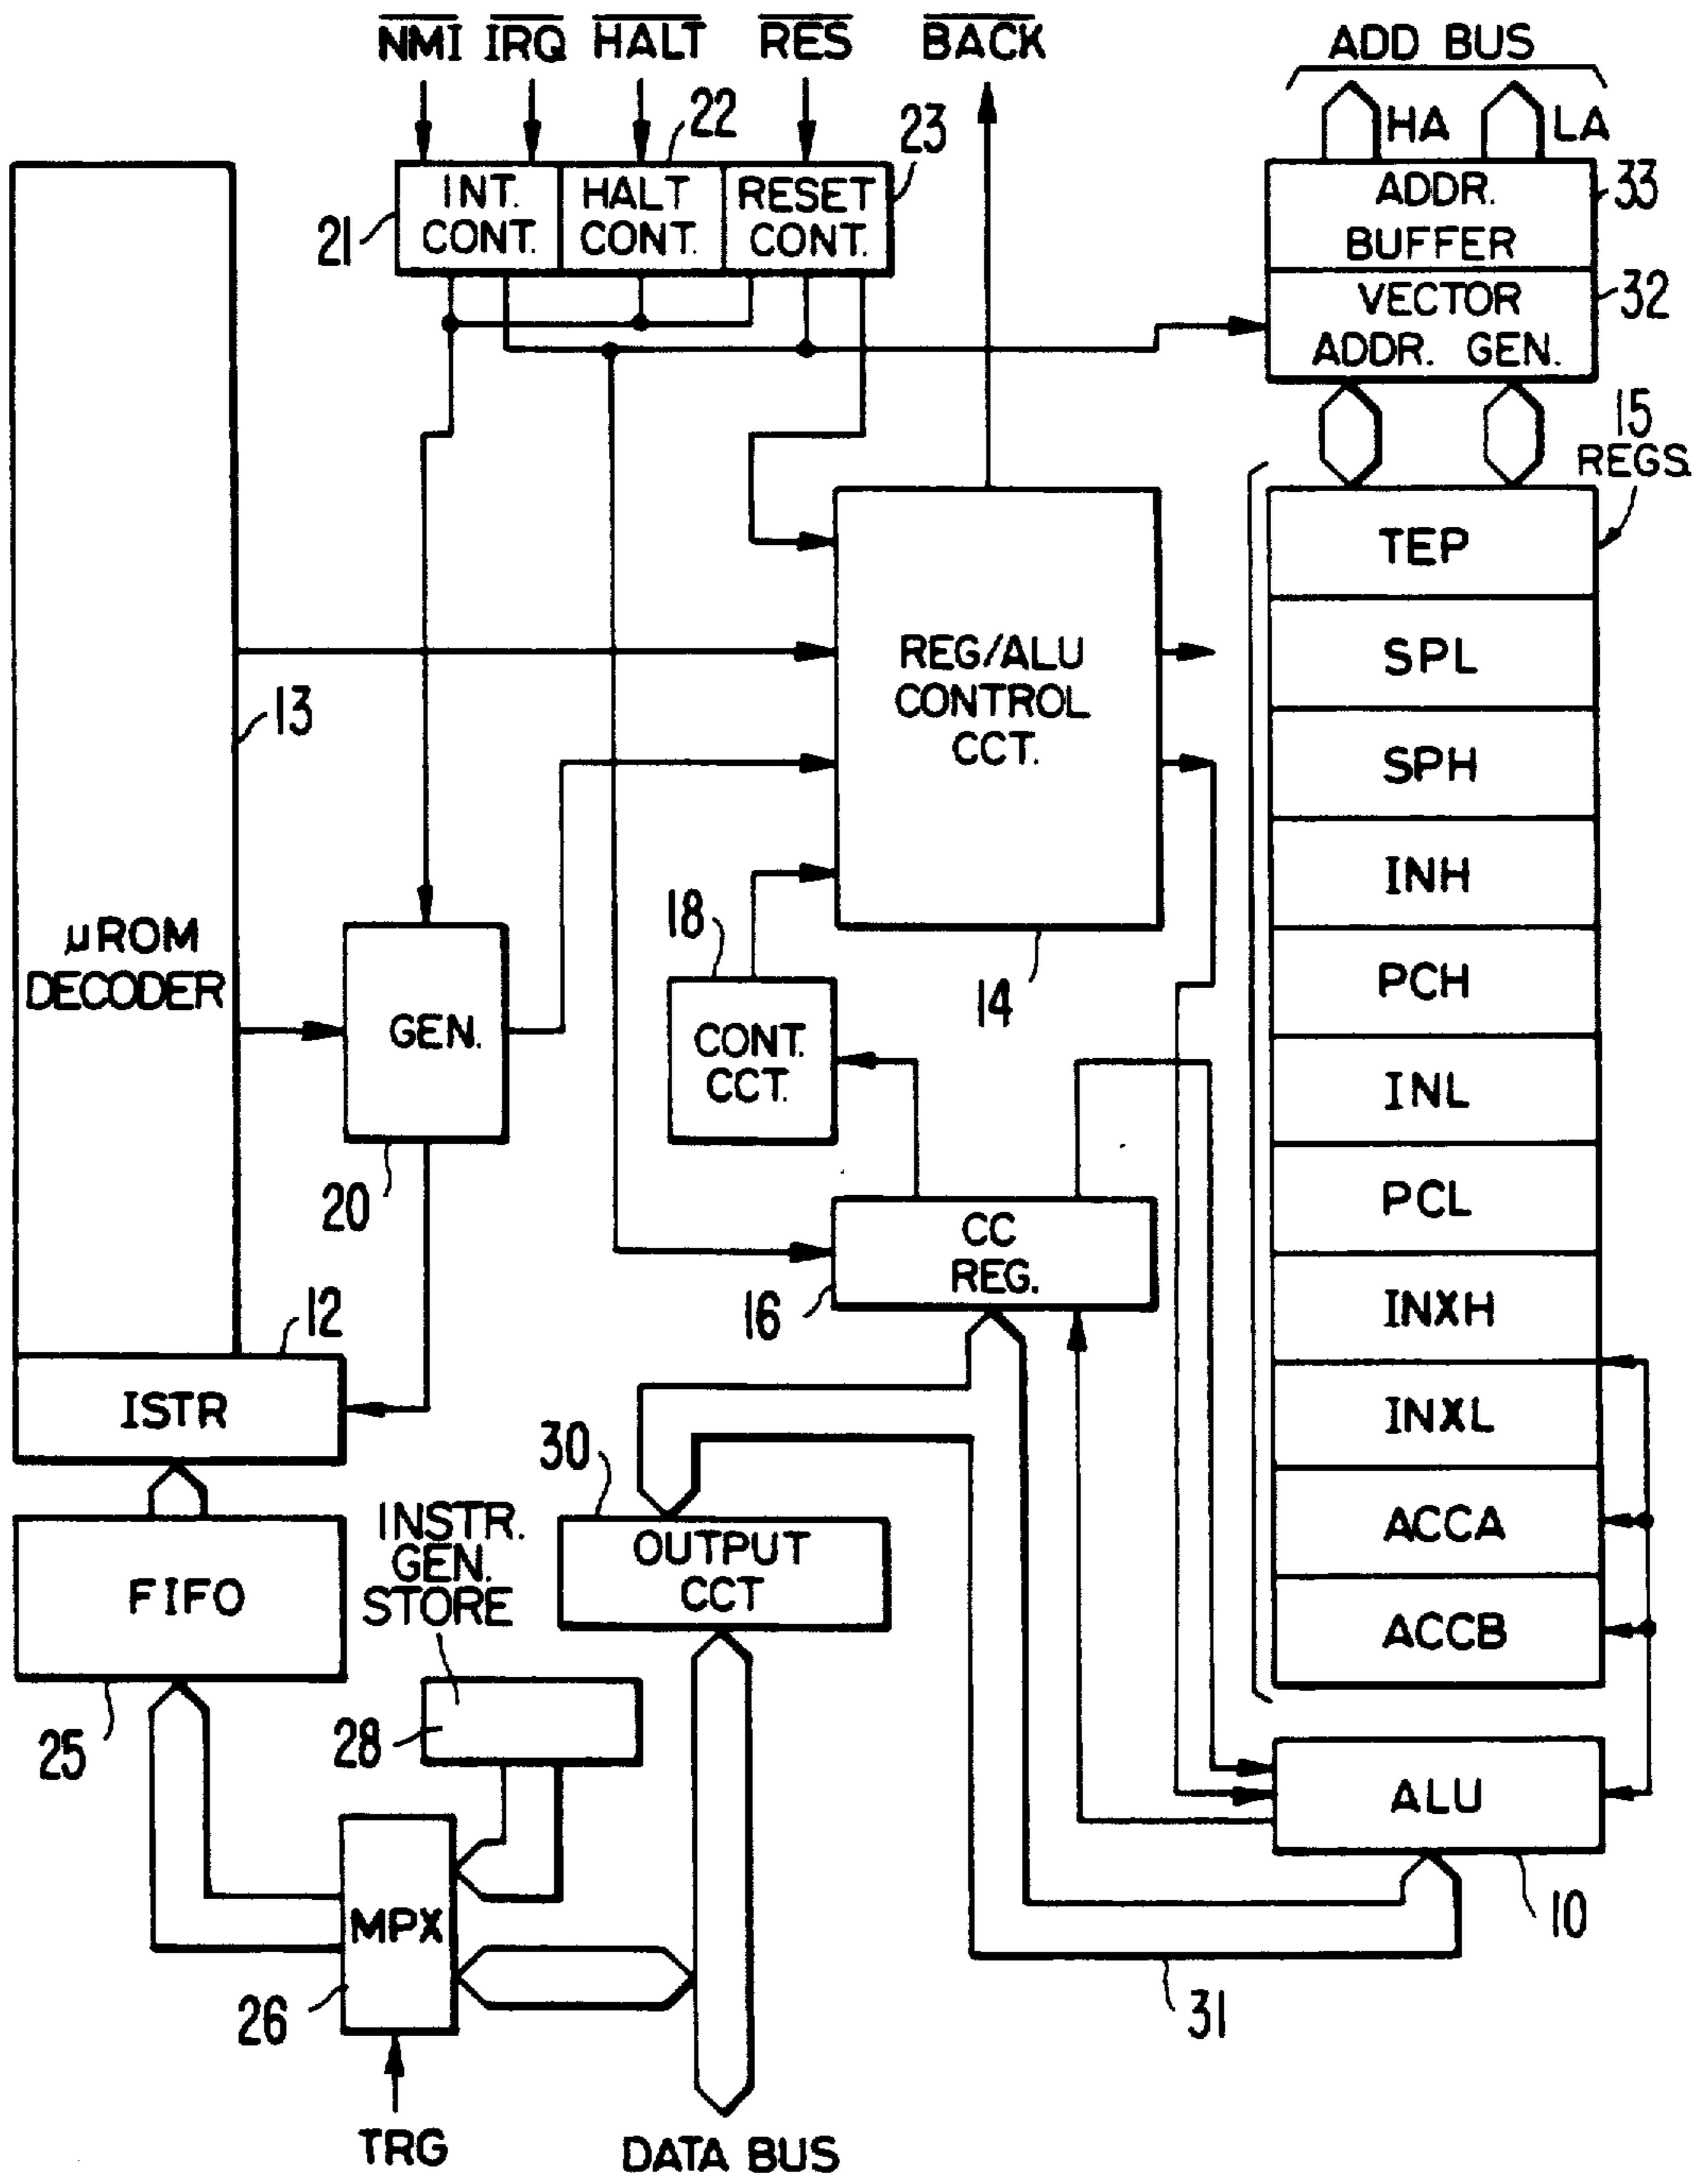 NMI IRQ HALT RES BACK ADD BUS
HA LA
22
23
21
INT.
CONT.
HALT
CONT.
RESET
CONT.
ADDR.
BUFFER
33
VECTOR
ADDR. GEN.
32
15
REGS.
TEP
SPL
SPH
INH
PCH
INL
PCL
INXH
INXL
ACCA
ACCB
REG/ALU
CONTROL
CCT.
14
13
µROM
DECODER
GEN.
20
18
CONT.
CCT.
CC
REG.
16
12
ISTR
FIFO
25
INSTR.
GEN.
STORE
28
30
OUTPUT
CCT
ALU
10
MPX
26
31
TRG
DATA BUS